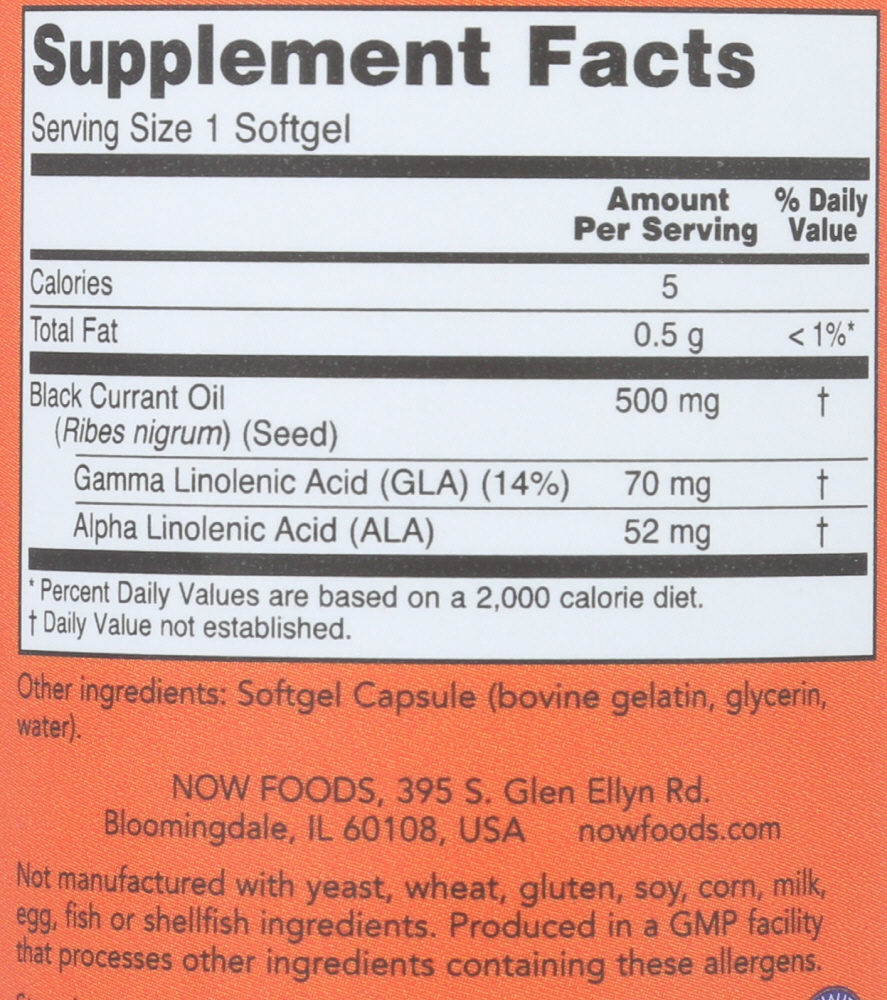 Supplement Facts
Serving Size 1 Softgel
Amount Per Serving % Daily Value
Calories 5
Total Fat 0.5 g < 1%*
Black Currant Oil 500 mg †
(Ribes nigrum) (Seed)
Gamma Linolenic Acid (GLA) (14%) 70 mg †
Alpha Linolenic Acid (ALA) 52 mg †
* Percent Daily Values are based on a 2,000 calorie diet.
† Daily Value not established.
Other ingredients: Softgel Capsule (bovine gelatin, glycerin,
water).
NOW FOODS, 395 S. Glen Ellyn Rd.
Bloomingdale, IL 60108, USA nowfoods.com
Not manufactured with yeast, wheat, gluten, soy, corn, milk,
egg, fish or shellfish ingredients. Produced in a GMP facility
that processes other ingredients containing these allergens.